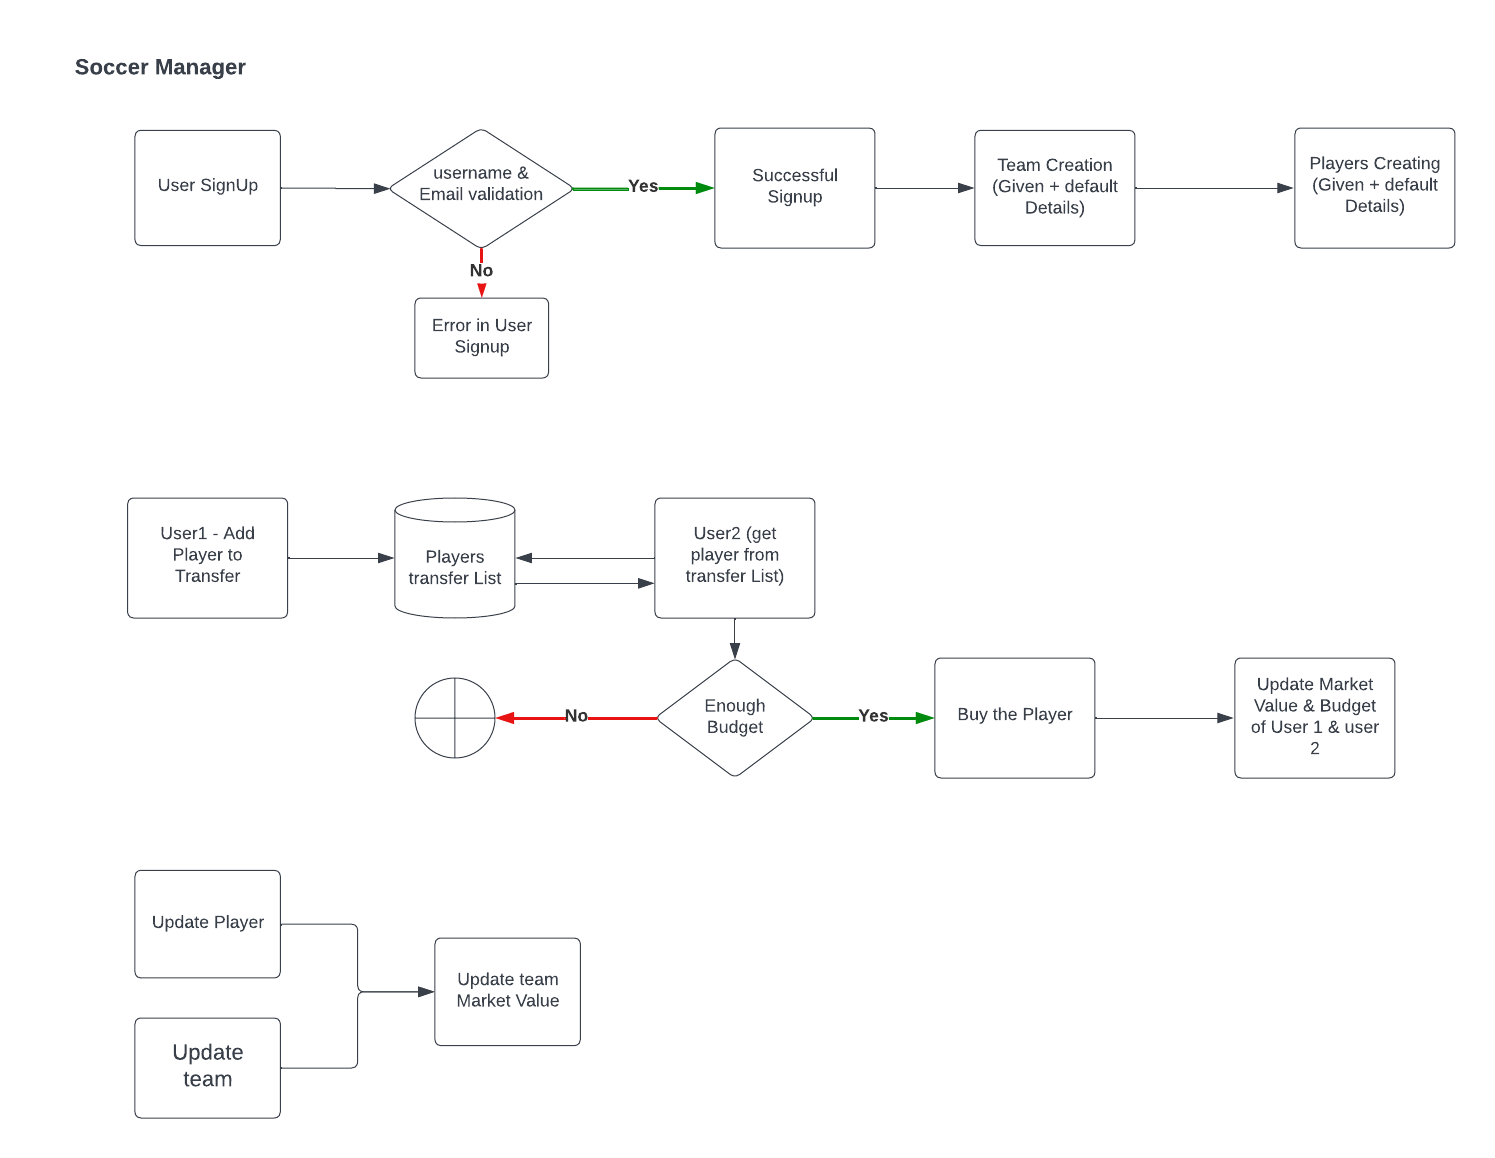 Soccer Manager
User SignUp
username &
Email validation
Yes
Successful
Signup
Team Creation
(Given + default
Details)
Players Creating
(Given + default
Details)
No
Error in User
Signup
User1 - Add
Player to
Transfer
Players
transfer List
User2 (get
player from
transfer List)
No
Enough
Budget
Yes
Buy the Player
Update Market
Value & Budget
of User 1 & user
2
Update Player
Update team
Market Value
Update
team